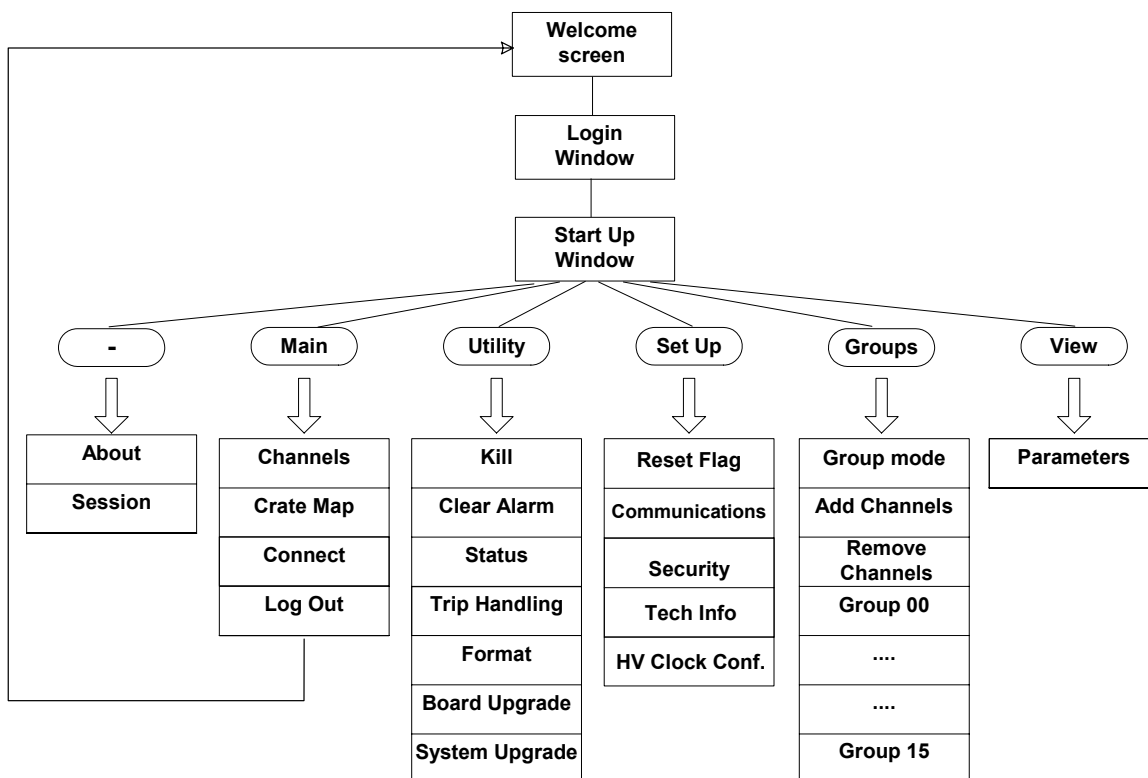 Welcome
screen
Login
Window
Start Up
Window
-
Main
Utility
Set Up
Groups
View
About
Session
Channels
Crate Map
Connect
Log Out
Kill
Clear Alarm
Status
Trip Handling
Format
Board Upgrade
System Upgrade
Reset Flag
Communications
Security
Tech Info
HV Clock Conf.
Group mode
Add Channels
Remove
Channels
Group 00
....
....
Group 15
Parameters